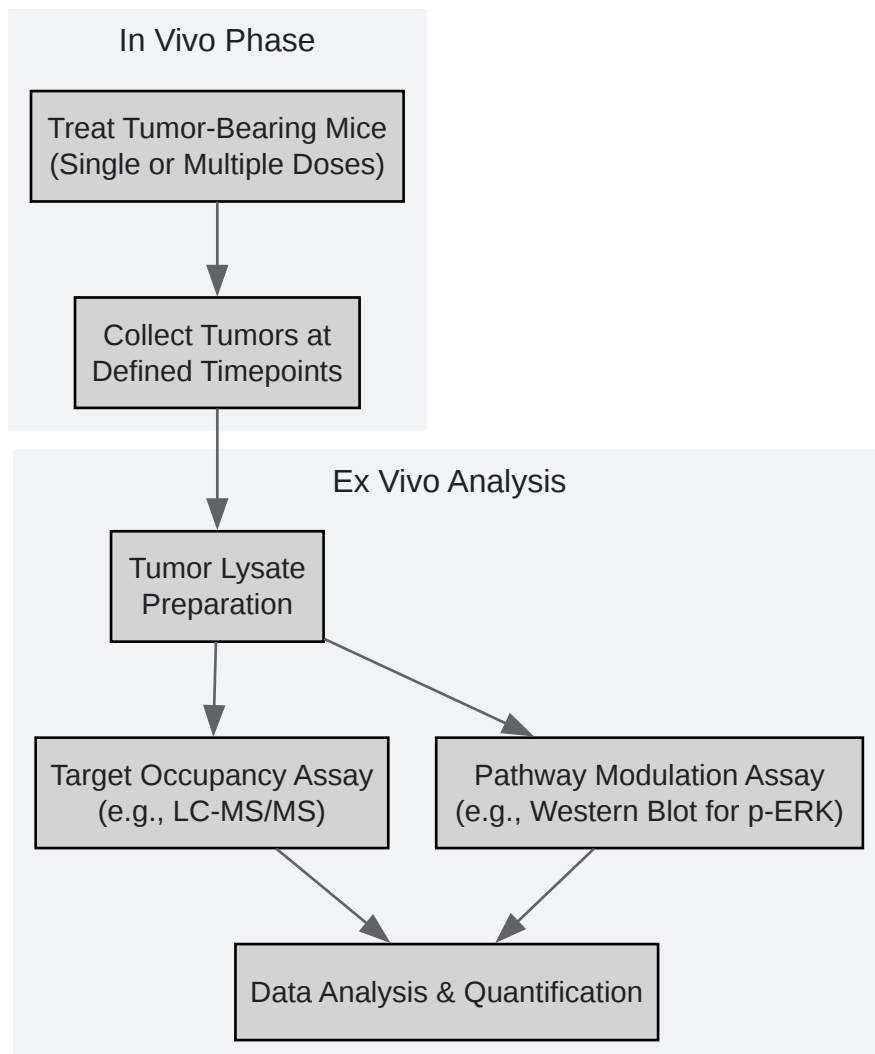 In Vivo Phase
Treat Tumor-Bearing Mice
(Single or Multiple Doses)
Collect Tumors at
Defined Timepoints
Ex Vivo Analysis
Tumor Lysate
Preparation
Target Occupancy Assay
(e.g., LC-MS/MS)
Pathway Modulation Assay
(e.g., Western Blot for p-ERK)
Data Analysis & Quantification